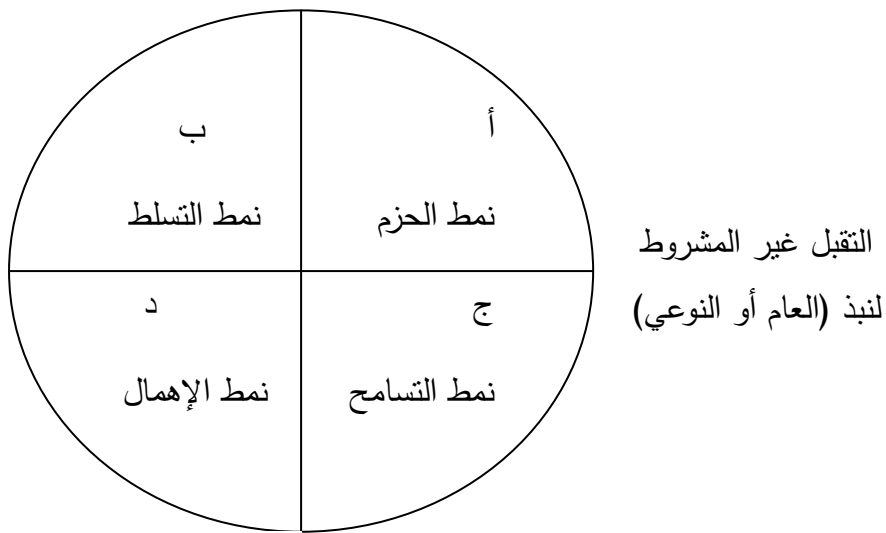 أ
ب
نمط الحزم
نمط التسلط
التقبل غير المشروط
لنبذ (العام أو النوعي)
ج
د
نمط التسامح
نمط الإهمال